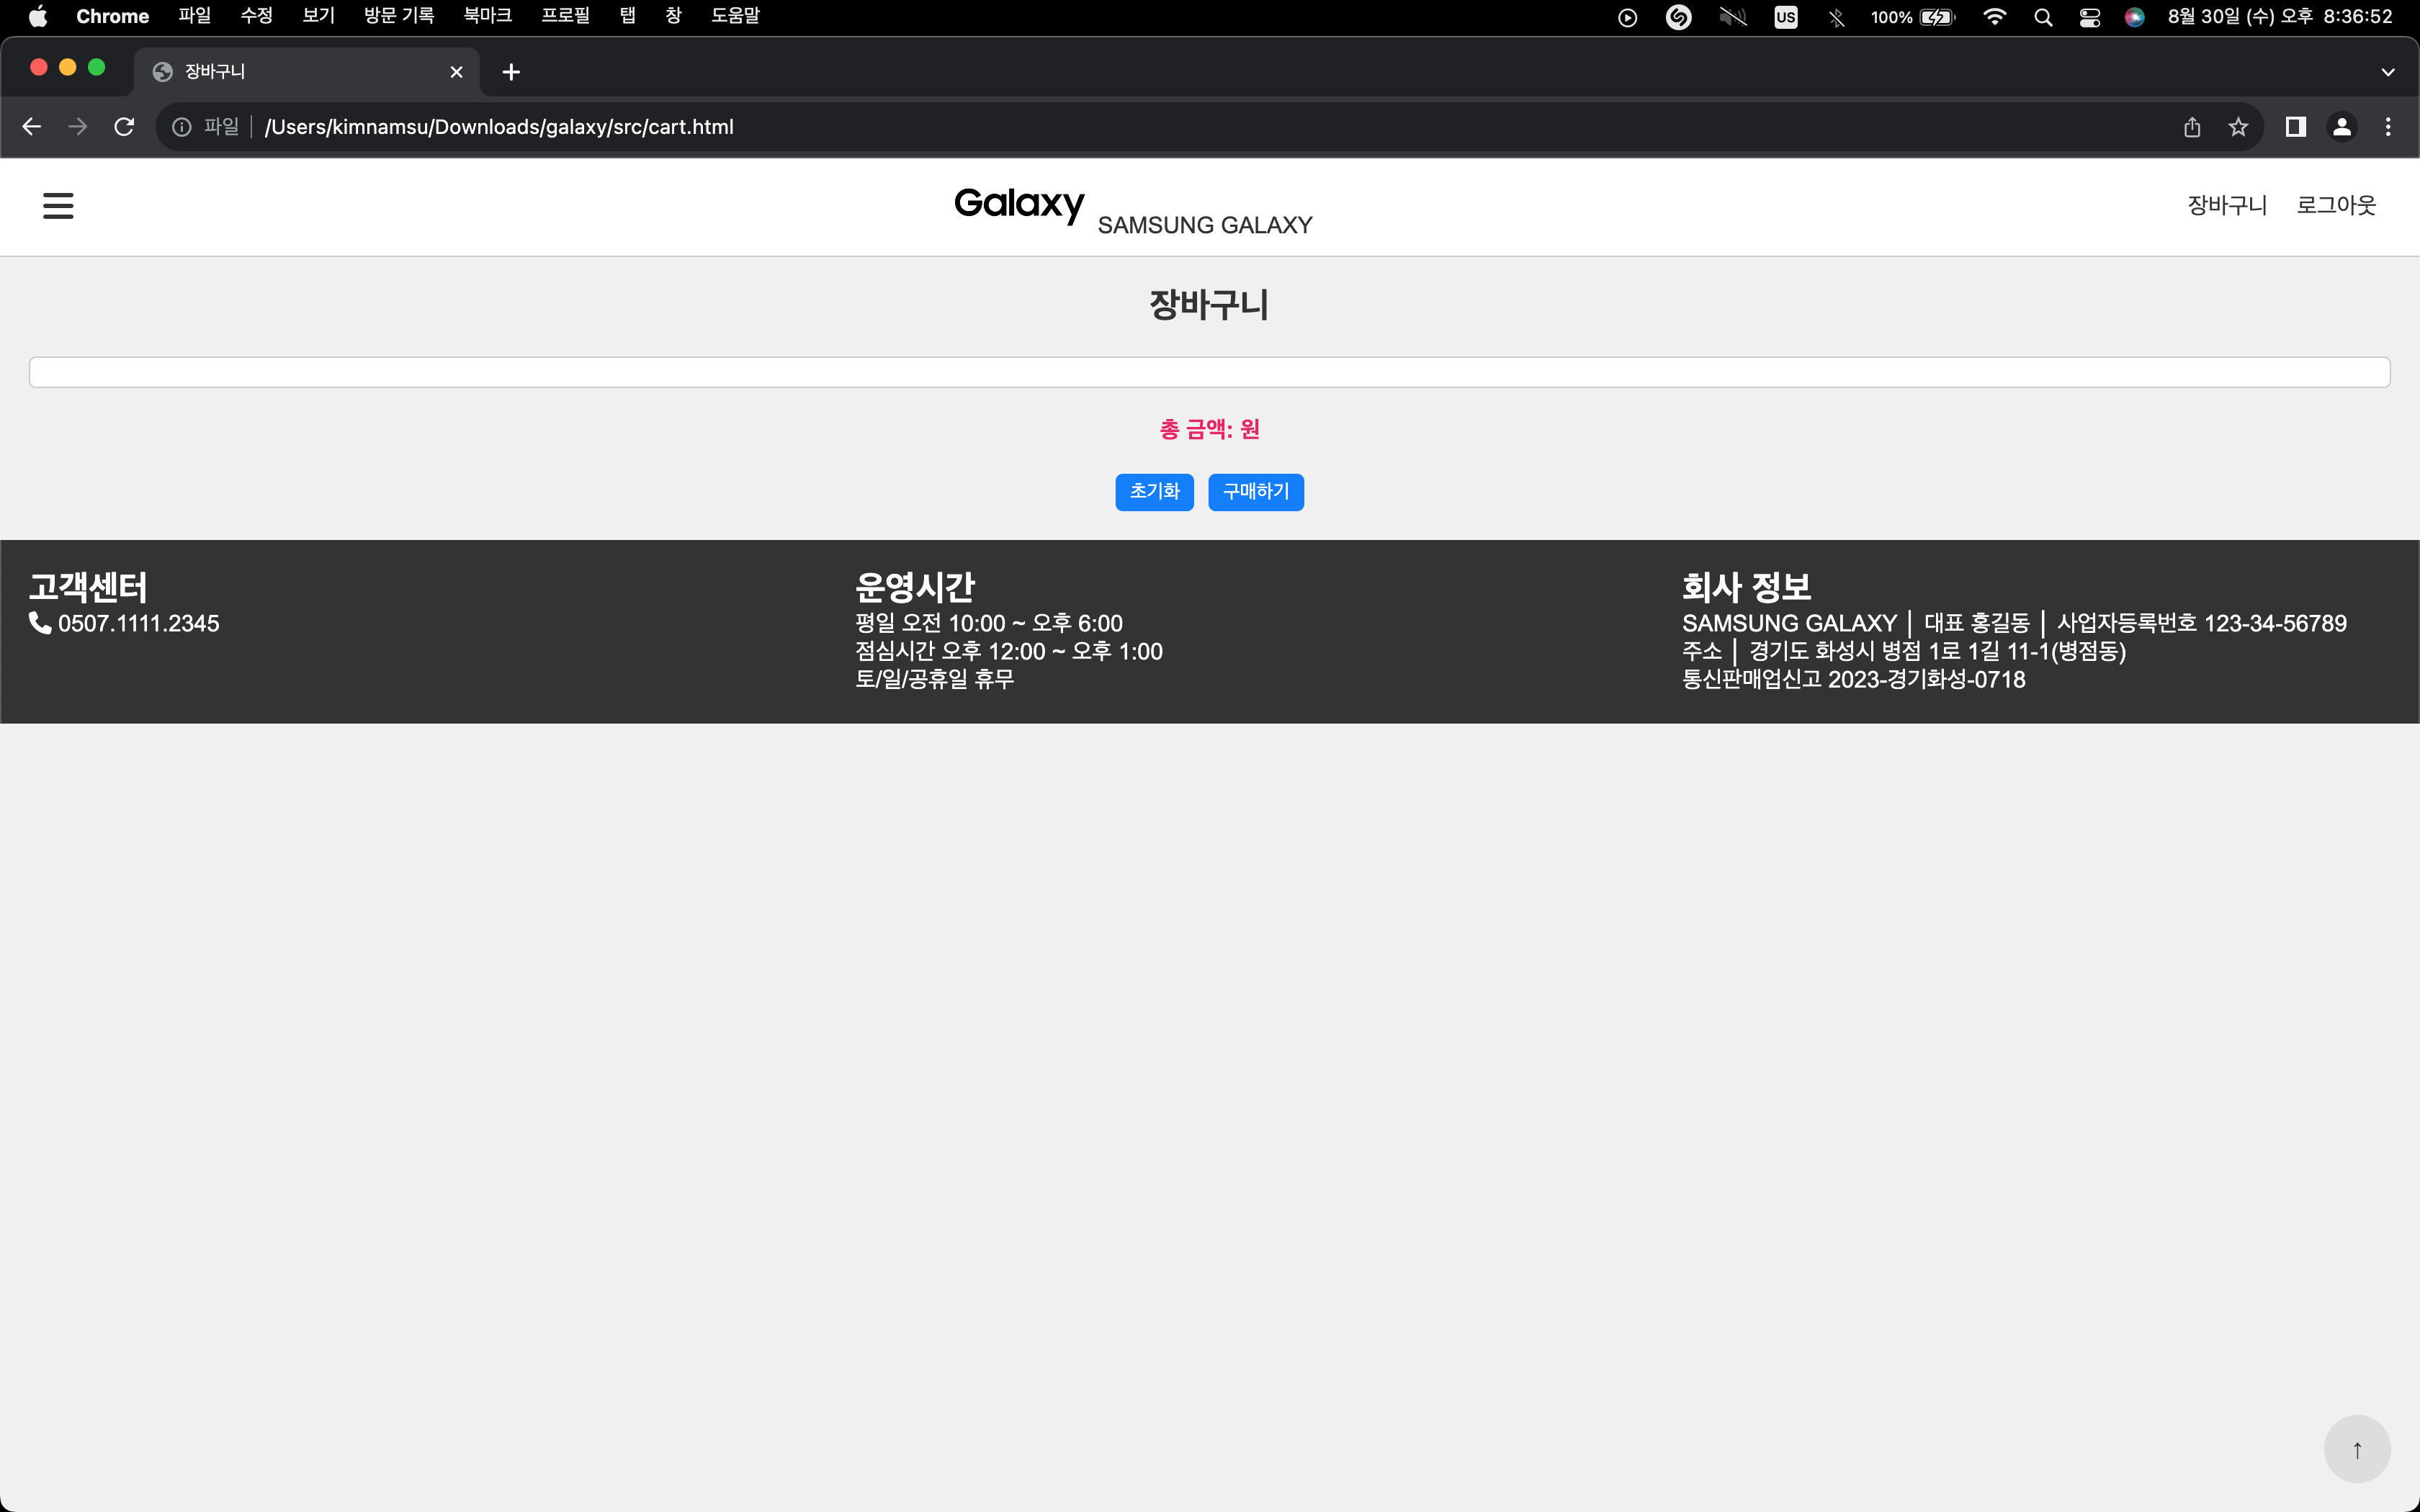 Chrome 파일 수정 보기 방문 기록 북마크 프로필 탭 창 도움말 US 100% 8월 30일 (수) 오후 8:36:52
장바구니
파일 /Users/kimnamsu/Downloads/galaxy/src/cart.html
Galaxy SAMSUNG GALAXY 장바구니 로그아웃
장바구니
총 금액: 원
초기화 구매하기
고객센터
0507.1111.2345
운영시간
평일 오전 10:00 ~ 오후 6:00
점심시간 오후 12:00 ~ 오후 1:00
토/일/공휴일 휴무
회사 정보
SAMSUNG GALAXY │ 대표 홍길동 │ 사업자등록번호 123-34-56789
주소 │ 경기도 화성시 병점 1로 1길 11-1(병점동)
통신판매업신고 2023-경기화성-0718
↑